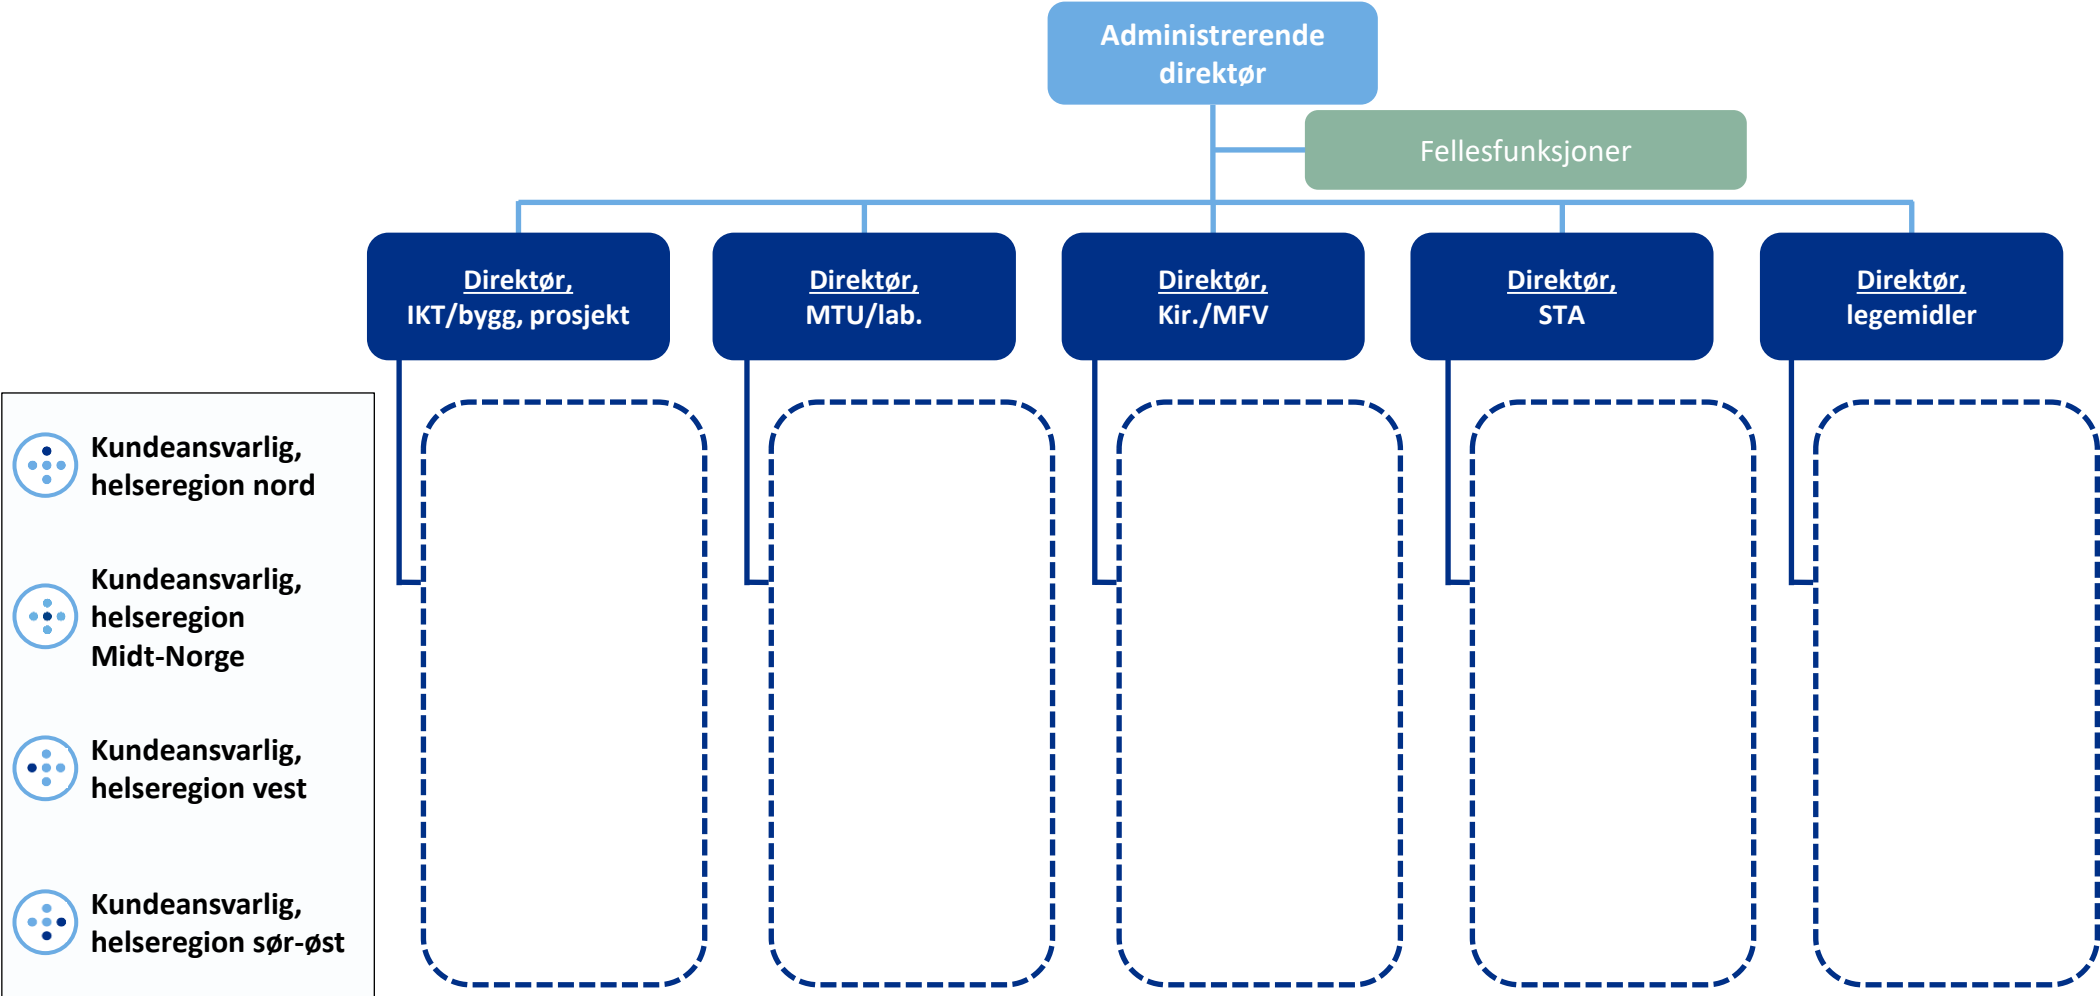 Administrerende
direktør
Fellesfunksjoner
Direktør,
IKT/bygg, prosjekt
Direktør,
MTU/lab.
Direktør,
Kir./MFV
Direktør,
STA
Direktør,
legemidler
Kundeansvarlig,
helseregion nord
Kundeansvarlig,
helseregion
Midt-Norge
Kundeansvarlig,
helseregion vest
Kundeansvarlig,
helseregion sør-øst